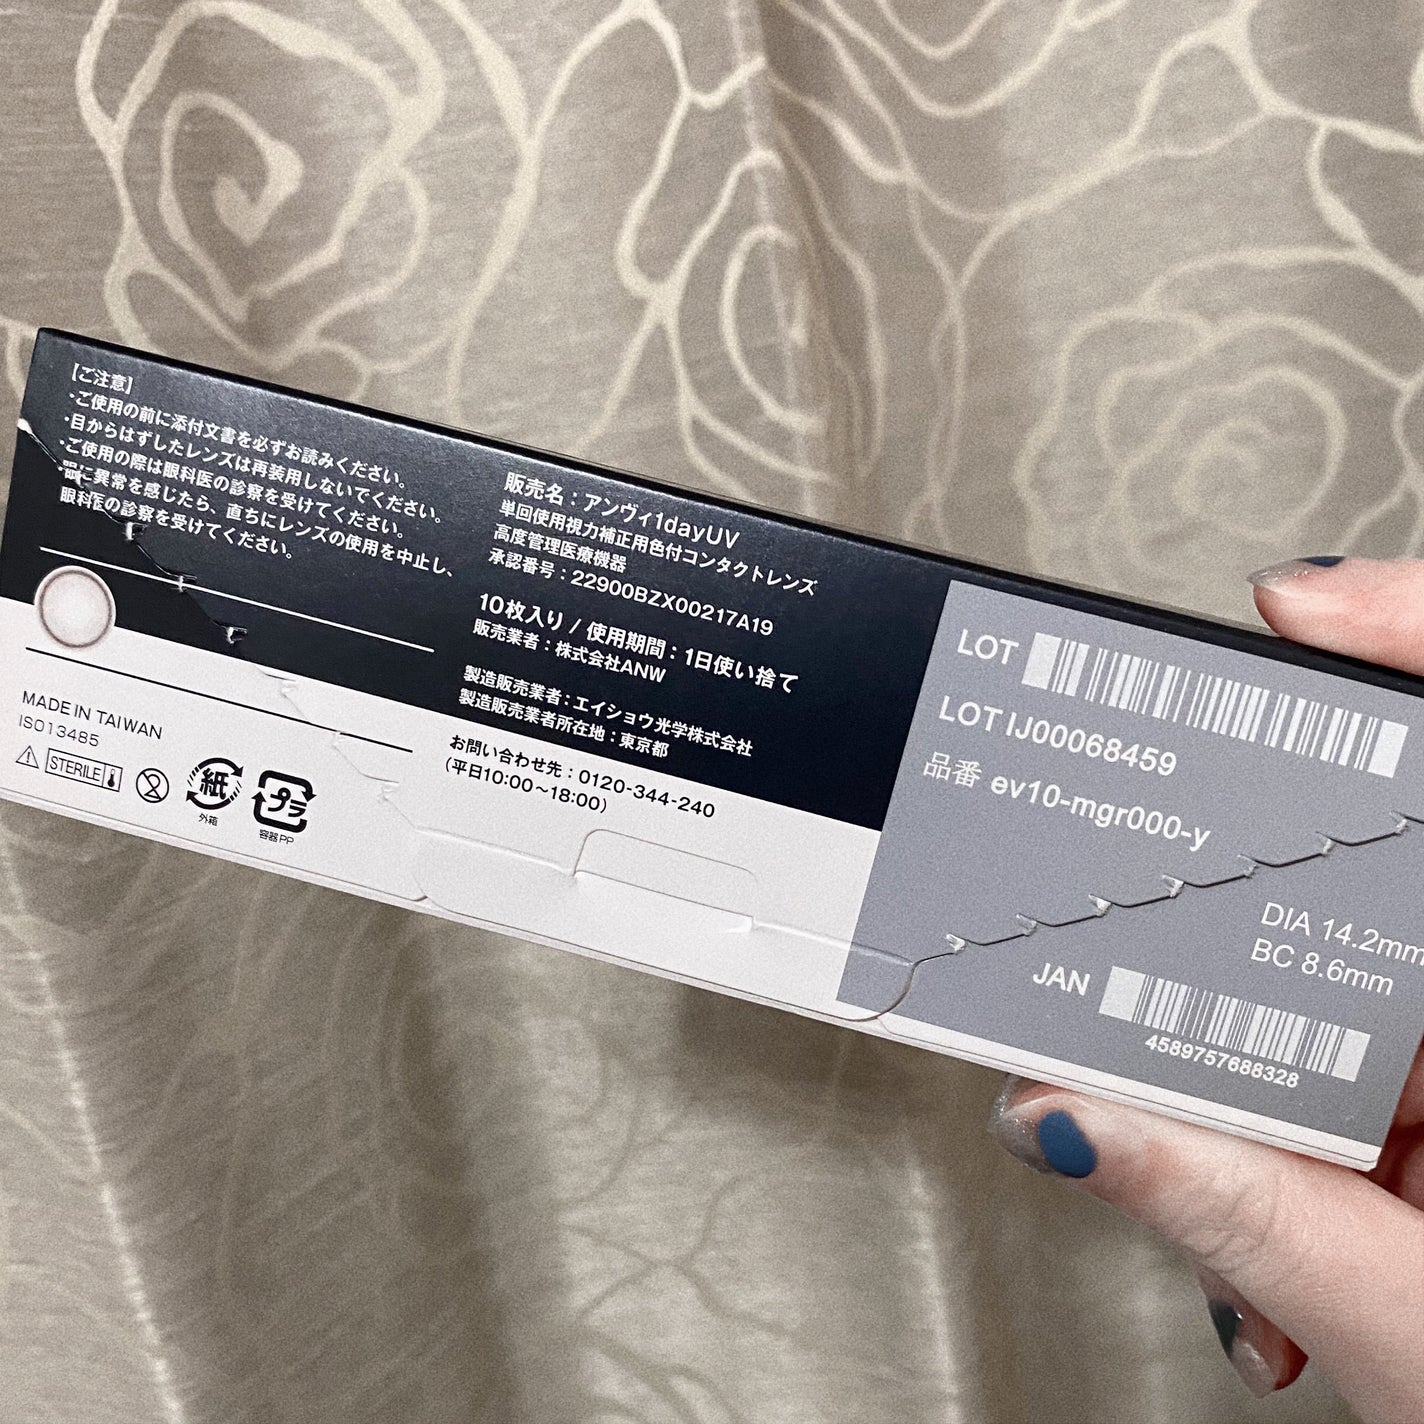 【ご注意】
・ご使用の前に添付文書を必ずお読みください。
・目からはずしたレンズは再装用しないでください。
・ご使用の際は眼科医の診察を受けてください。
・眼に異常を感じたら、直ちにレンズの使用を中止し、
眼科医の診察を受けてください。
MADE IN TAIWAN
ISO13485
STERILE
紙
外箱
プラ
容器PP
販売名：アンヴィ1dayUV
単回使用視力補正用色付コンタクトレンズ
高度管理医療機器
承認番号：22900BZX00217A19
10枚入り / 使用期間：1日使い捨て
販売業者：株式会社ANW
製造販売業者：エイショウ光学株式会社
製造販売業者所在地：東京都
お問い合わせ先：0120-344-240
（平日10:00～18:00）
LOT
LOT IJ00068459
品番 ev10-mgr000-y
DIA 14.2mm
BC 8.6mm
JAN
4589757688328